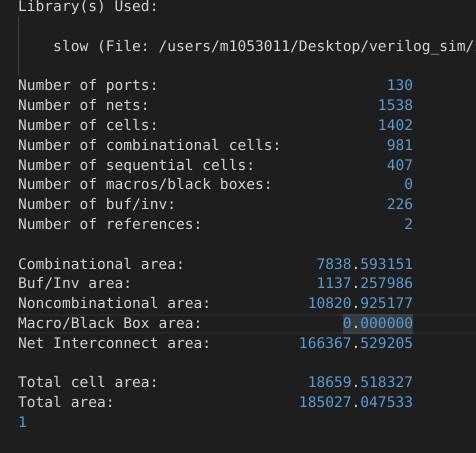 Library(s) Used:
slow (File: /users/m1053011/Desktop/verilog_sim/
Number of ports: 130
Number of nets: 1538
Number of cells: 1402
Number of combinational cells: 981
Number of sequential cells: 407
Number of macros/black boxes: 0
Number of buf/inv: 226
Number of references: 2
Combinational area: 7838.593151
Buf/Inv area: 1137.257986
Noncombinational area: 10820.925177
Macro/Black Box area: 0.000000
Net Interconnect area: 166367.529205
Total cell area: 18659.518327
Total area: 185027.047533
1